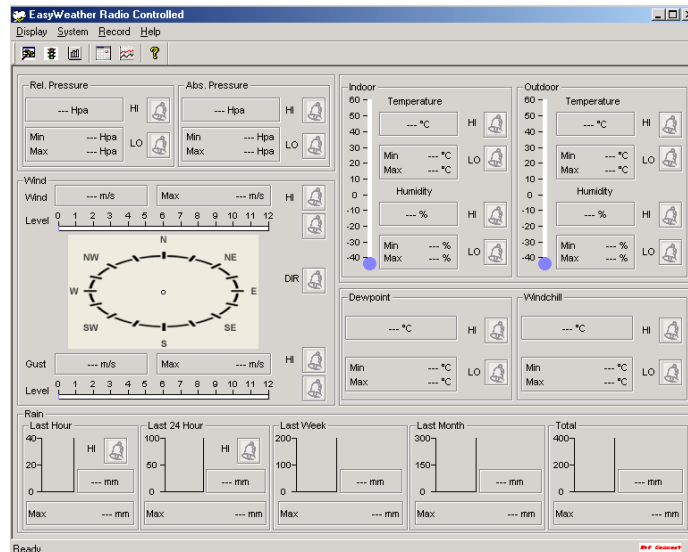 EasyWeather Radio Controlled
Display System Record Help
Rel. Pressure
--- Hpa HI
Min --- Hpa
Max --- Hpa
LO
Abs. Pressure
--- Hpa HI
Min --- Hp
Max --- Hpa
LO
Indoor
60
50
40
30
20
10
0
-10
-20
-30
-40
Temperature
--- °C HI
Min --- °C
Max --- °C
LO
Humidity
--- % HI
Min --- %
Max --- %
LO
Outdoor
60
50
40
30
20
10
0
-10
-20
-30
-40
Temperature
--- °C HI
Min --- °C
Max --- °C
LO
Humidity
--- % HI
Min --- %
Max --- %
LO
Wind
Wind --- m/s Max --- m/s HI
Level 0 1 2 3 4 5 6 7 8 9 10 11 12
N
NW NE
W E
SW SE
S
DIR
Gust --- m/s Max --- m/s HI
Level 0 1 2 3 4 5 6 7 8 9 10 11 12
Dewpoint
--- °C HI
Min --- °C
Max --- °C
LO
Windchill
--- °C HI
Min --- °C
Max --- °C
LO
Rain
Last Hour
40
20
0
HI
--- mm
Max --- mm
Last 24 Hour
100
50
0
HI
--- mm
Max --- mm
Last Week
200
100
0
--- mm
Max --- mm
Last Month
300
150
0
--- mm
Max --- mm
Total
400
200
0
--- mm
Max --- mm
Ready
Not Connect